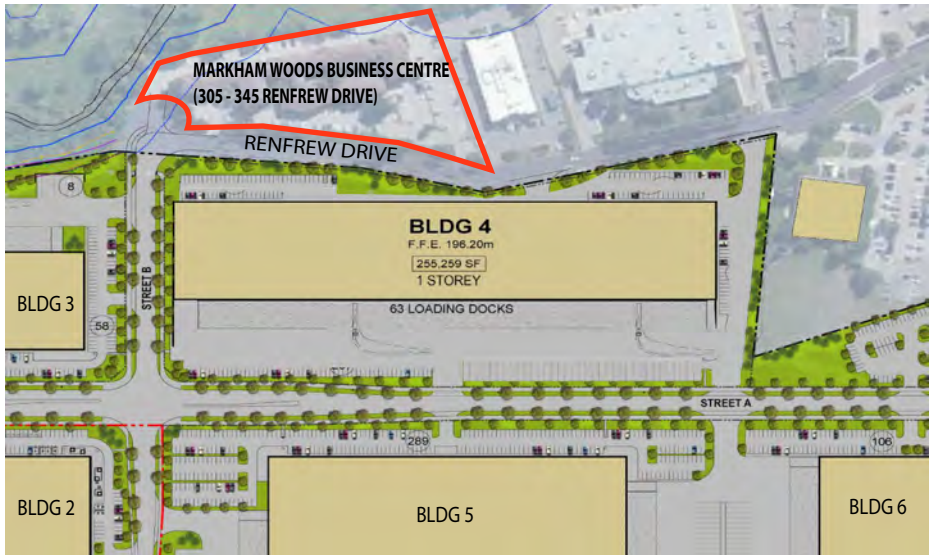 MARKHAM WOODS BUSINESS CENTRE
(305 - 345 RENFREW DRIVE)
RENFREW DRIVE
8
BLDG 4
F.F.E. 196.20m
255,259 SF
1 STOREY
STREET B
BLDG 3
63 LOADING DOCKS
58
STREET A
289
106
BLDG 2
BLDG 5
BLDG 6